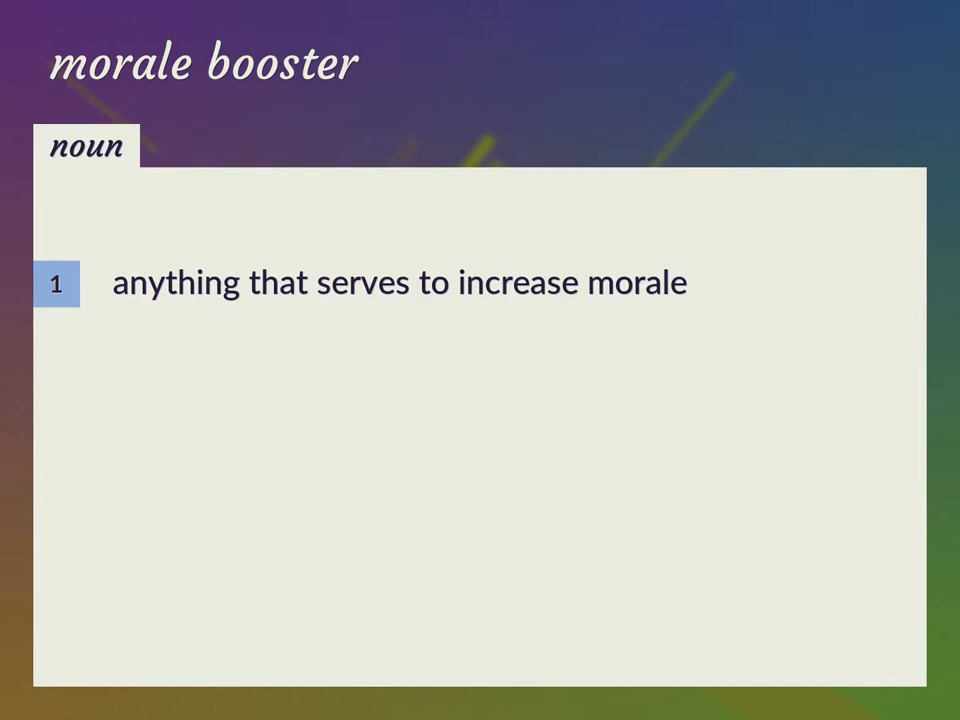 morale booster
noun
1 anything that serves to increase morale